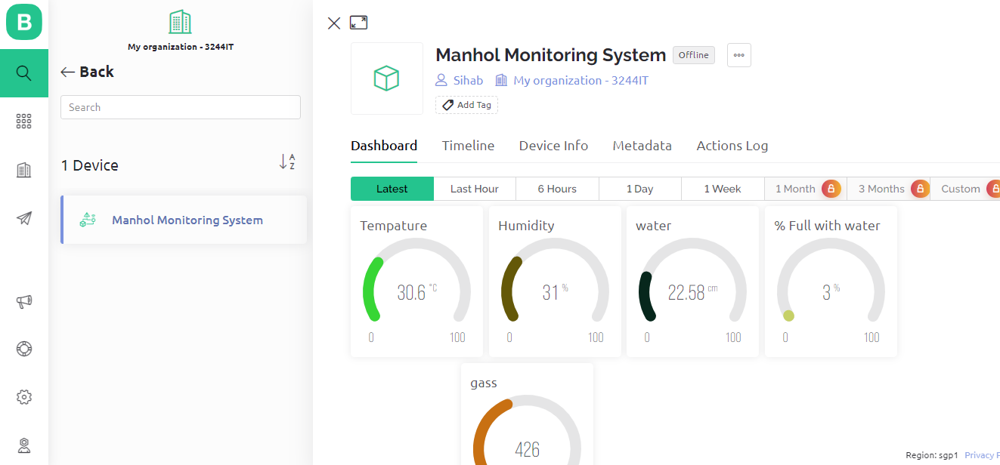 B
My organization - 3244IT
Back
Search
1 Device
A
Z
Manhol Monitoring System
Manhol Monitoring System Offline
Sihab My organization - 3244IT
Add Tag
Dashboard Timeline Device Info Metadata Actions Log
Latest Last Hour 6 Hours 1 Day 1 Week 1 Month 3 Months Custom
Tempature Humidity water % Full with water
30.6 °C 31 % 22.58 cm 3 %
0 100 0 100 0 100 0 100
gass
426
Region: sgp1 Privacy